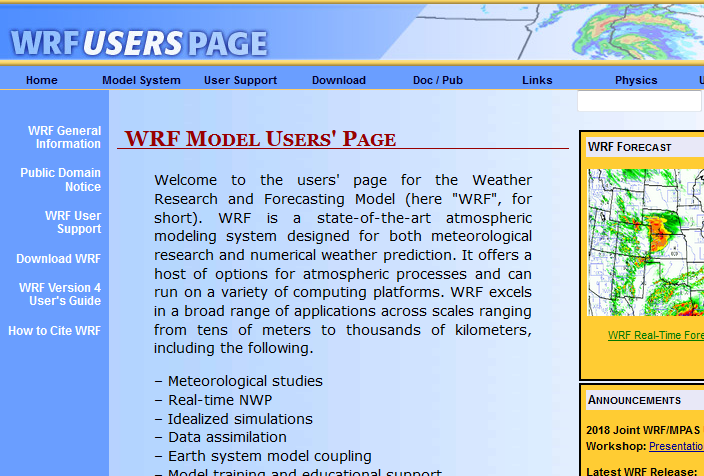 WRF USERS PAGE
Home Model System User Support Download Doc / Pub Links Physics
WRF General
Information
Public Domain
Notice
WRF User
Support
Download WRF
WRF Version 4
User's Guide
How to Cite WRF
WRF Model Users' Page
Welcome to the users' page for the Weather
Research and Forecasting Model (here "WRF", for
short). WRF is a state-of-the-art atmospheric
modeling system designed for both meteorological
research and numerical weather prediction. It offers a
host of options for atmospheric processes and can
run on a variety of computing platforms. WRF excels
in a broad range of applications across scales ranging
from tens of meters to thousands of kilometers,
including the following.
– Meteorological studies
– Real-time NWP
– Idealized simulations
– Data assimilation
– Earth system model coupling
– Model training and educational support
WRF Forecast
WRF Real-Time Fore
Announcements
2018 Joint WRF/MPAS
Workshop: Presentatio
Latest WRF Release: